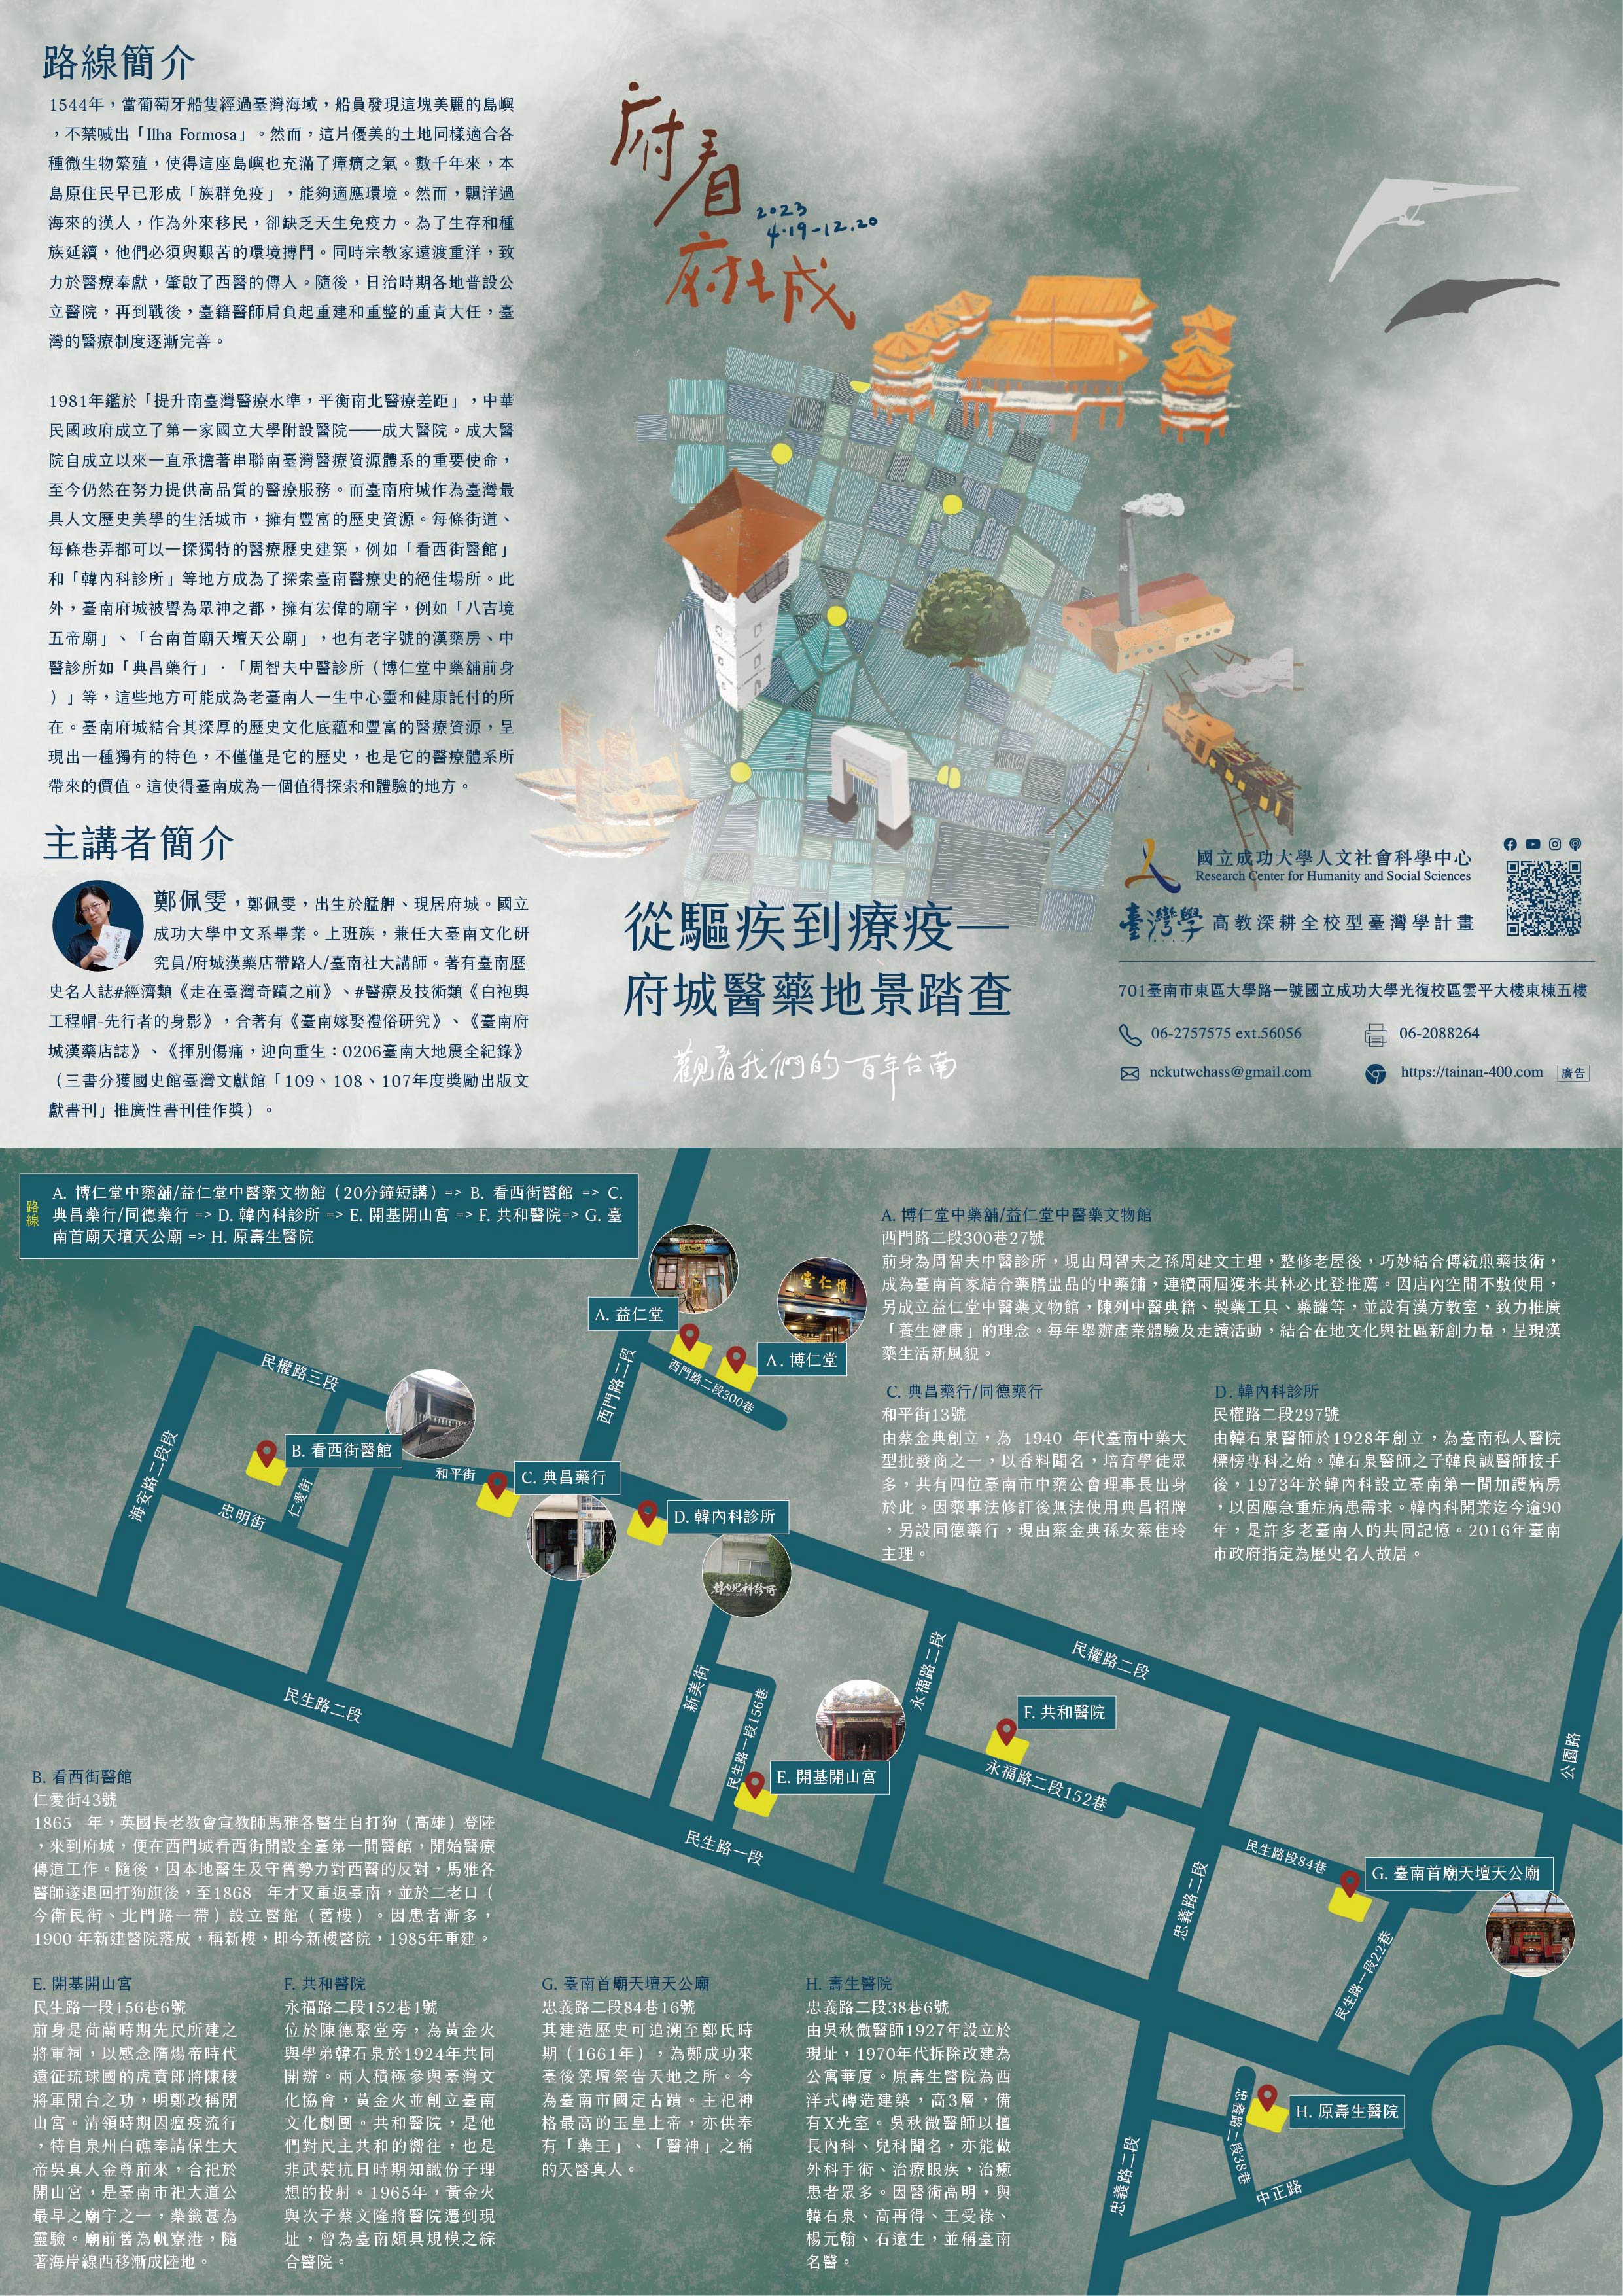 路線簡介
1544年，當葡萄牙船隻經過臺灣海域，船員發現這塊美麗的島嶼
，不禁喊出「Ilha Formosa」。然而，這片優美的土地同樣適合各
種微生物繁殖，使得這座島嶼也充滿了瘴癘之氣。數千年來，本
島原住民早已形成「族群免疫」，能夠適應環境。然而，飄洋過
海來的漢人，作為外來移民，卻缺乏天生免疫力。為了生存和種
族延續，他們必須與艱苦的環境搏鬥。同時宗教家遠渡重洋，致
力於醫療奉獻，肇啟了西醫的傳入。隨後，日治時期各地普設公
立醫院，再到戰後，臺籍醫師肩負起重建和重整的重責大任，臺
灣的醫療制度逐漸完善。
1981年鑑於「提升南臺灣醫療水準，平衡南北醫療差距」，中華
民國政府成立了第一家國立大學附設醫院——成大醫院。成大醫
院自成立以來一直承擔著串聯南臺灣醫療資源體系的重要使命，
至今仍然在努力提供高品質的醫療服務。而臺南府城作為臺灣最
具人文歷史美學的生活城市，擁有豐富的歷史資源。每條街道、
每條巷弄都可以一探獨特的醫療歷史建築，例如「看西街醫館」
和「韓內科診所」等地方成為了探索臺南醫療史的絕佳場所。此
外，臺南府城被譽為眾神之都，擁有宏偉的廟宇，例如「八吉境
五帝廟」、「台南首廟天壇天公廟」，也有老字號的漢藥房、中
醫診所如「典昌藥行」．「周智夫中醫診所（博仁堂中藥舖前身
）」等，這些地方可能成為老臺南人一生中心靈和健康託付的所
在。臺南府城結合其深厚的歷史文化底蘊和豐富的醫療資源，呈
現出一種獨有的特色，不僅僅是它的歷史，也是它的醫療體系所
帶來的價值。這使得臺南成為一個值得探索和體驗的地方。
主講者簡介
鄭佩雯，鄭佩雯，出生於艋舺、現居府城。國立
成功大學中文系畢業。上班族，兼任大臺南文化研
究員/府城漢藥店帶路人/臺南社大講師。著有臺南歷
史名人誌#經濟類《走在臺灣奇蹟之前》、#醫療及技術類《白袍與
工程帽-先行者的身影》，合著有《臺南嫁娶禮俗研究》、《臺南府
城漢藥店誌》、《揮別傷痛，迎向重生：0206臺南大地震全紀錄》
（三書分獲國史館臺灣文獻館「109、108、107年度獎勵出版文
獻書刊」推廣性書刊佳作獎）。
府看
2023
4.19-12.20
府城
從驅疾到療疫—
府城醫藥地景踏查
觀看我們的百年台南
國立成功大學人文社會科學中心
Research Center for Humanity and Social Sciences
臺灣學 高教深耕全校型臺灣學計畫
701臺南市東區大學路一號國立成功大學光復校區雲平大樓東棟五樓
06-2757575 ext.56056
06-2088264
nckutwchass@gmail.com
https://tainan-400.com 廣告
路線
A. 博仁堂中藥舖/益仁堂中醫藥文物館（20分鐘短講）=> B. 看西街醫館 => C.
典昌藥行/同德藥行 => D. 韓內科診所 => E. 開基開山宮 => F. 共和醫院=> G. 臺
南首廟天壇天公廟 => H. 原壽生醫院
A. 博仁堂中藥舖/益仁堂中醫藥文物館
西門路二段300巷27號
前身為周智夫中醫診所，現由周智夫之孫周建文主理，整修老屋後，巧妙結合傳統煎藥技術，
成為臺南首家結合藥膳盅品的中藥鋪，連續兩屆獲米其林必比登推薦。因店內空間不敷使用，
另成立益仁堂中醫藥文物館，陳列中醫典籍、製藥工具、藥罐等，並設有漢方教室，致力推廣
「養生健康」的理念。每年舉辦產業體驗及走讀活動，結合在地文化與社區新創力量，呈現漢
藥生活新風貌。
C. 典昌藥行/同德藥行
和平街13號
由蔡金典創立，為 1940 年代臺南中藥大
型批發商之一，以香料聞名，培育學徒眾
多，共有四位臺南市中藥公會理事長出身
於此。因藥事法修訂後無法使用典昌招牌
，另設同德藥行，現由蔡金典孫女蔡佳玲
主理。
D. 韓內科診所
民權路二段297號
由韓石泉醫師於1928年創立，為臺南私人醫院
標榜專科之始。韓石泉醫師之子韓良誠醫師接手
後，1973年於韓內科設立臺南第一間加護病房
，以因應急重症病患需求。韓內科開業迄今逾90
年，是許多老臺南人的共同記憶。2016年臺南
市政府指定為歷史名人故居。
A. 益仁堂
堂仁博
A. 博仁堂
西門路二段300巷
西門路二段
民權路三段
B. 看西街醫館
海安路二段段
仁愛街
忠明街
和平街
C. 典昌藥行
D. 韓內科診所
韓內兒科診所
民權路二段
永福路二段
民生路二段
新美街
民生路一段156巷
E. 開基開山宮
F. 共和醫院
永福路二段152巷
公園路
民生路一段
民生路段84巷
G. 臺南首廟天壇天公廟
忠義路二段
民生路一段22巷
忠義路二段38巷
H. 原壽生醫院
忠義路二段
中正路
B. 看西街醫館
仁愛街43號
1865 年，英國長老教會宣教師馬雅各醫生自打狗（高雄）登陸
，來到府城，便在西門城看西街開設全臺第一間醫館，開始醫療
傳道工作。隨後，因本地醫生及守舊勢力對西醫的反對，馬雅各
醫師遂退回打狗旗後，至1868 年才又重返臺南，並於二老口（
今衛民街、北門路一帶）設立醫館（舊樓）。因患者漸多，
1900 年新建醫院落成，稱新樓，即今新樓醫院，1985年重建。
E. 開基開山宮
民生路一段156巷6號
前身是荷蘭時期先民所建之
將軍祠，以感念隋煬帝時代
遠征琉球國的虎賁郎將陳稜
將軍開台之功，明鄭改稱開
山宮。清領時期因瘟疫流行
，特自泉州白礁奉請保生大
帝吳真人金尊前來，合祀於
開山宮，是臺南市祀大道公
最早之廟宇之一，藥籤甚為
靈驗。廟前舊為帆寮港，隨
著海岸線西移漸成陸地。
F. 共和醫院
永福路二段152巷1號
位於陳德聚堂旁，為黃金火
與學弟韓石泉於1924年共同
開辦。兩人積極參與臺灣文
化協會，黃金火並創立臺南
文化劇團。共和醫院，是他
們對民主共和的嚮往，也是
非武裝抗日時期知識份子理
想的投射。1965年，黃金火
與次子蔡文隆將醫院遷到現
址，曾為臺南頗具規模之綜
合醫院。
G. 臺南首廟天壇天公廟
忠義路二段84巷16號
其建造歷史可追溯至鄭氏時
期（1661年），為鄭成功來
臺後築壇祭告天地之所。今
為臺南市國定古蹟。主祀神
格最高的玉皇上帝，亦供奉
有「藥王」、「醫神」之稱
的天醫真人。
H. 壽生醫院
忠義路二段38巷6號
由吳秋微醫師1927年設立於
現址，1970年代拆除改建為
公寓華廈。原壽生醫院為西
洋式磚造建築，高3層，備
有X光室。吳秋微醫師以擅
長內科、兒科聞名，亦能做
外科手術、治療眼疾，治癒
患者眾多。因醫術高明，與
韓石泉、高再得、王受祿、
楊元翰、石遠生，並稱臺南
名醫。